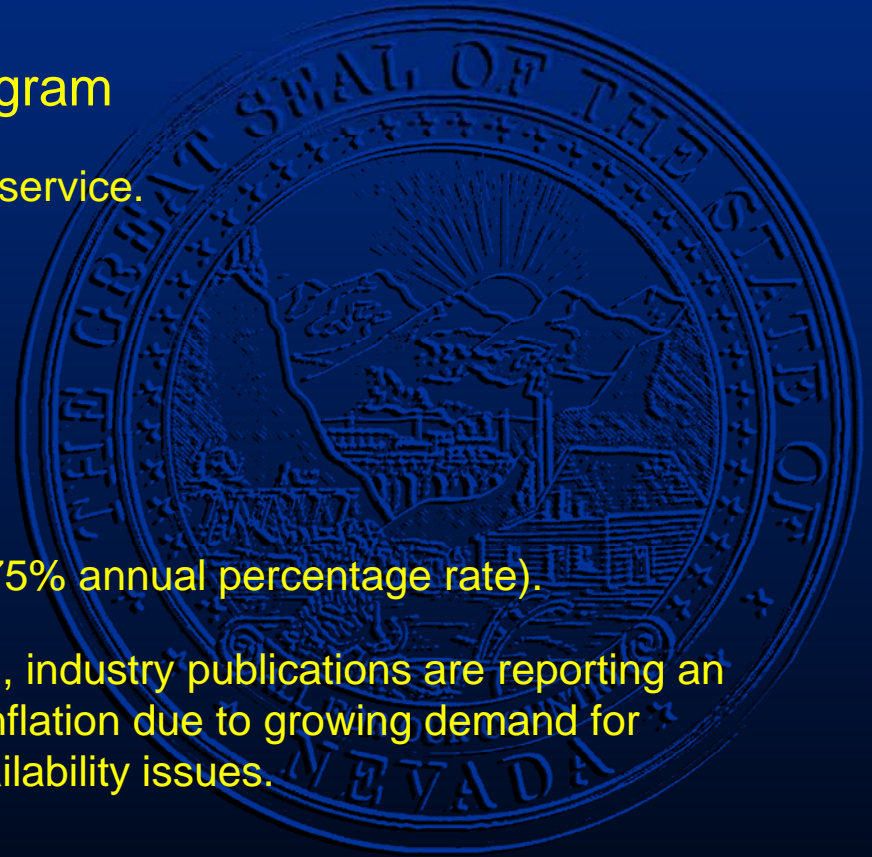 gram
service.
75% annual percentage rate).
, industry publications are reporting an
nflation due to growing demand for
ilability issues.
THE GREAT SEAL OF THE STATE OF
NEVADA